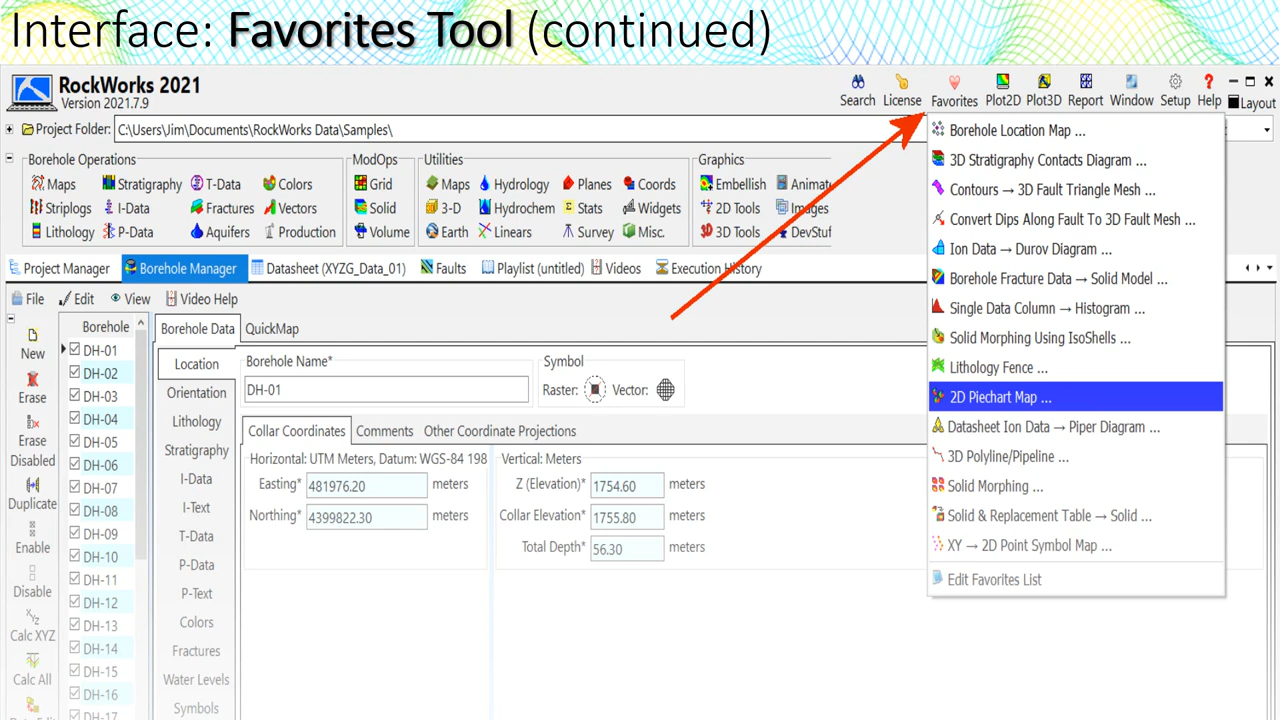 Interface: Favorites Tool (continued)
RockWorks 2021
Version 2021.7.9
Search License Favorites Plot2D Plot3D Report Window Setup Help Layout
Project Folder: C:\Users\Jim\Documents\RockWorks Data\Samples\
Borehole Operations ModOps Utilities Graphics
Maps Stratigraphy T-Data Colors Grid Maps Hydrology Planes Coords Embellish
Striplogs I-Data Fractures Vectors Solid 3-D Hydrochem Stats Widgets 2D Tools Images
Lithology P-Data Aquifers Production Volume Earth Linears Survey Misc. 3D Tools
Project Manager Borehole Manager Datasheet (XYZG_Data_01) Faults Playlist (untitled) Videos Execution History
File Edit View Video Help
New
Erase
Erase
Disabled
Duplicate
Enable
Disable
Calc XYZ
Calc All
Borehole
DH-01
DH-02
DH-03
DH-04
DH-05
DH-06
DH-07
DH-08
DH-09
DH-10
DH-11
DH-12
DH-13
DH-14
DH-15
DH-16
DH-17
Borehole Data QuickMap
Location
Orientation
Lithology
Stratigraphy
I-Data
I-Text
T-Data
P-Data
P-Text
Colors
Fractures
Water Levels
Symbols
Borehole Name* Symbol
DH-01 Raster: Vector:
Collar Coordinates Comments Other Coordinate Projections
Horizontal: UTM Meters, Datum: WGS-84 198 Vertical: Meters
Easting* 481976.20 meters Z (Elevation)* 1754.60 meters
Northing* 4399822.30 meters Collar Elevation* 1755.80 meters
Total Depth* 56.30 meters
Borehole Location Map ...
3D Stratigraphy Contacts Diagram ...
Contours → 3D Fault Triangle Mesh ...
Convert Dips Along Fault To 3D Fault Mesh ...
Ion Data → Durov Diagram ...
Borehole Fracture Data → Solid Model ...
Single Data Column → Histogram ...
Solid Morphing Using IsoShells ...
Lithology Fence ...
2D Piechart Map ...
Datasheet Ion Data → Piper Diagram ...
3D Polyline/Pipeline ...
Solid Morphing ...
Solid & Replacement Table → Solid ...
XY → 2D Point Symbol Map ...
Edit Favorites List